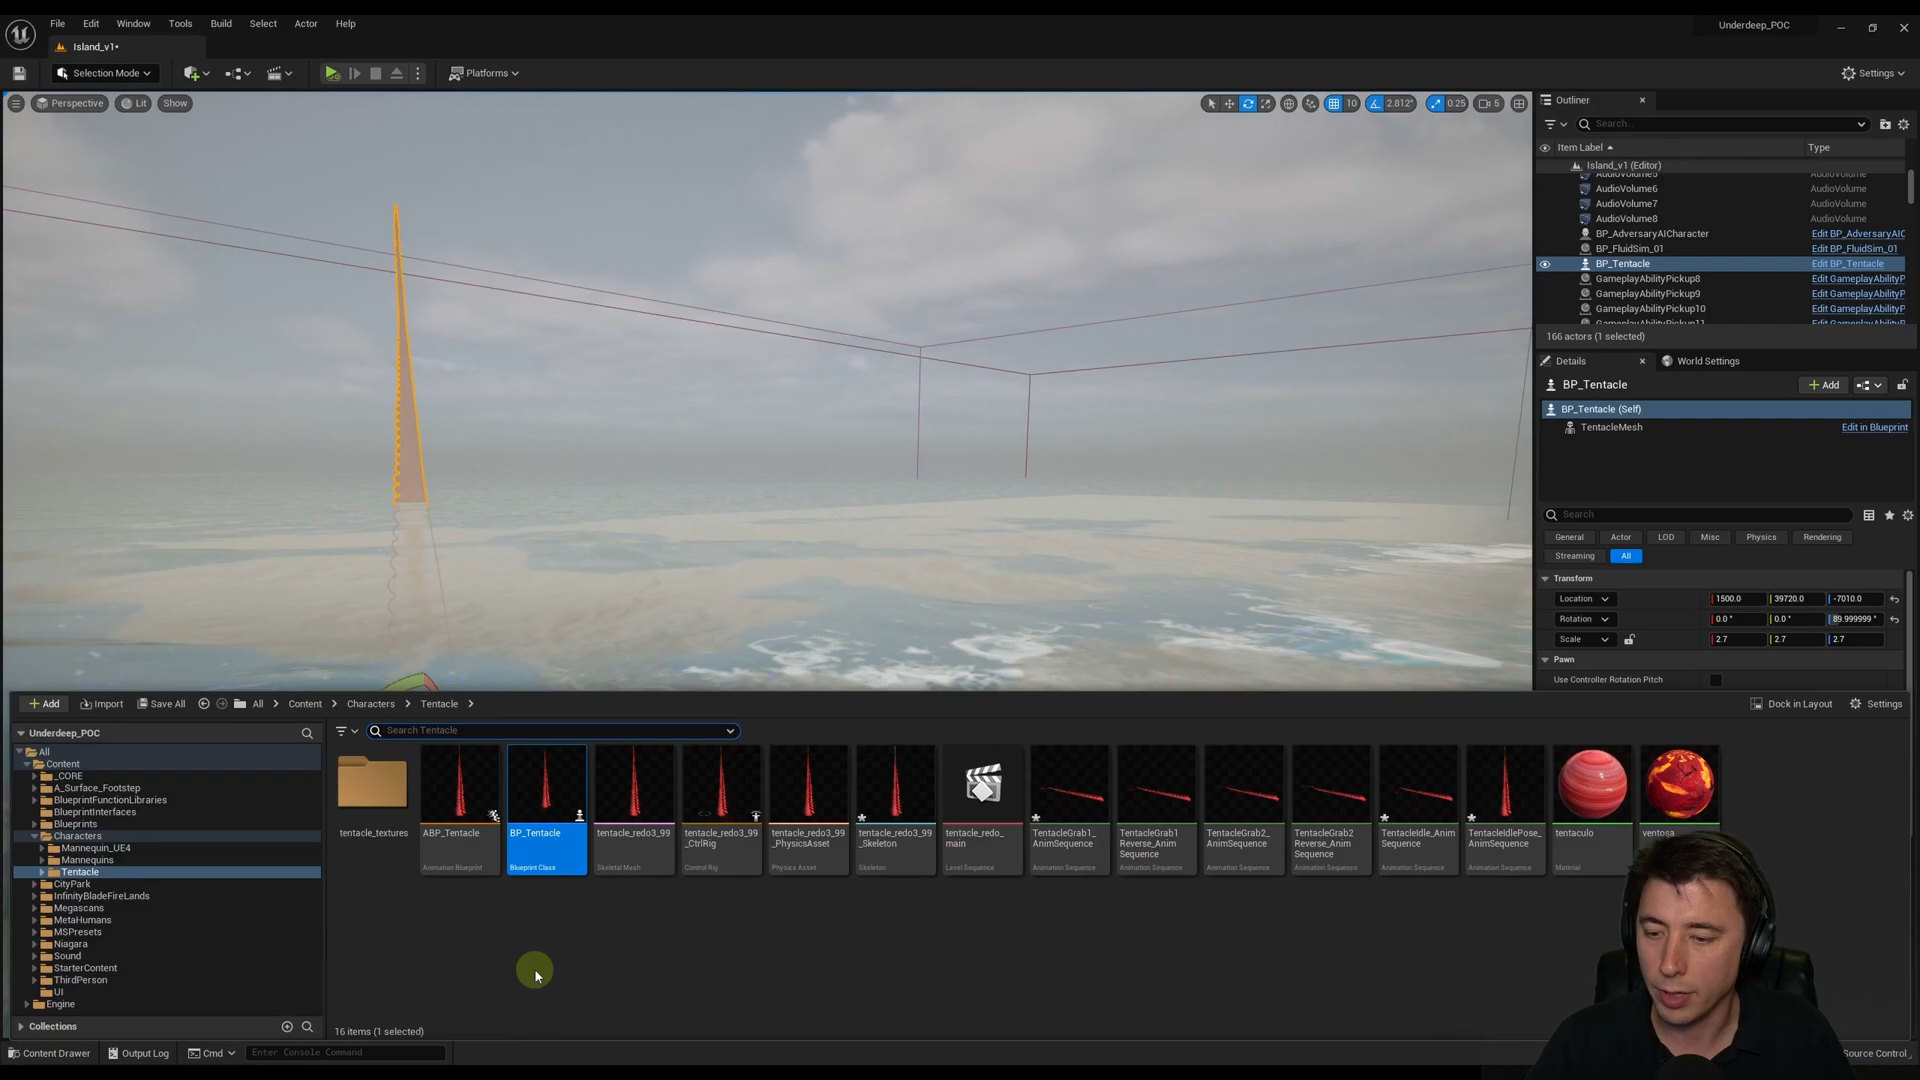 File Edit Window Tools Build Select Actor Help
Underdeep_POC
Island_v1*
Selection Mode
Platforms
Settings
Perspective
Lit
Show
10
2.812°
0.25
5
Outliner
Search...
Item Label
Type
Island_v1 (Editor)
AudioVolume5 AudioVolume
AudioVolume6 AudioVolume
AudioVolume7 AudioVolume
AudioVolume8 AudioVolume
BP_AdversaryAICharacter Edit BP_AdversaryAIC
BP_FluidSim_01 Edit BP_FluidSim_01
BP_Tentacle Edit BP_Tentacle
GameplayAbilityPickup8 Edit GameplayAbilityP
GameplayAbilityPickup9 Edit GameplayAbilityP
GameplayAbilityPickup10 Edit GameplayAbilityP
GameplayAbilityPickup11 Edit GameplayAbilityP
166 actors (1 selected)
Details
World Settings
BP_Tentacle
Add
BP_Tentacle (Self)
TentacleMesh Edit in Blueprint
Search
General Actor LOD Misc Physics Rendering
Streaming All
Transform
Location 1500.0 39720.0 -7010.0
Rotation 0.0 ° 0.0 ° 89.999999 °
Scale 2.7 2.7 2.7
Pawn
Use Controller Rotation Pitch
Add Import Save All All Content Characters Tentacle
Dock in Layout Settings
Underdeep_POC
All
Content
_CORE
A_Surface_Footstep
BlueprintFunctionLibraries
BlueprintInterfaces
Blueprints
Characters
Mannequin_UE4
Mannequins
Tentacle
CityPark
InfinityBladeFireLands
Megascans
MetaHumans
MSPresets
Niagara
Sound
StarterContent
ThirdPerson
UI
Engine
Collections
Search Tentacle
tentacle_textures
ABP_Tentacle
Animation Blueprint
BP_Tentacle
Blueprint Class
tentacle_redo3_99
Skeletal Mesh
tentacle_redo3_99
_CtrlRig
Control Rig
tentacle_redo3_99
_PhysicsAsset
Physics Asset
tentacle_redo3_99
_Skeleton
Skeleton
tentacle_redo_
main
Level Sequence
TentacleGrab1_
AnimSequence
Animation Sequence
TentacleGrab1
Reverse_Anim
Sequence
Animation Sequence
TentacleGrab2_
AnimSequence
Animation Sequence
TentacleGrab2
Reverse_Anim
Sequence
Animation Sequence
TentacleIdle_Anim
Sequence
Animation Sequence
TentacleIdlePose_
AnimSequence
Animation Sequence
tentaculo
Material
ventosa
16 items (1 selected)
Content Drawer
Output Log
Cmd
Enter Console Command
Source Control